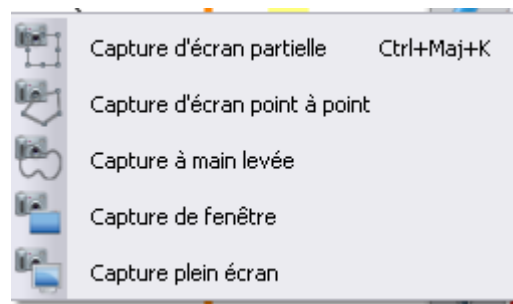 Capture d'écran partielle Ctrl+Maj+K
Capture d'écran point à point
Capture à main levée
Capture de fenêtre
Capture plein écran